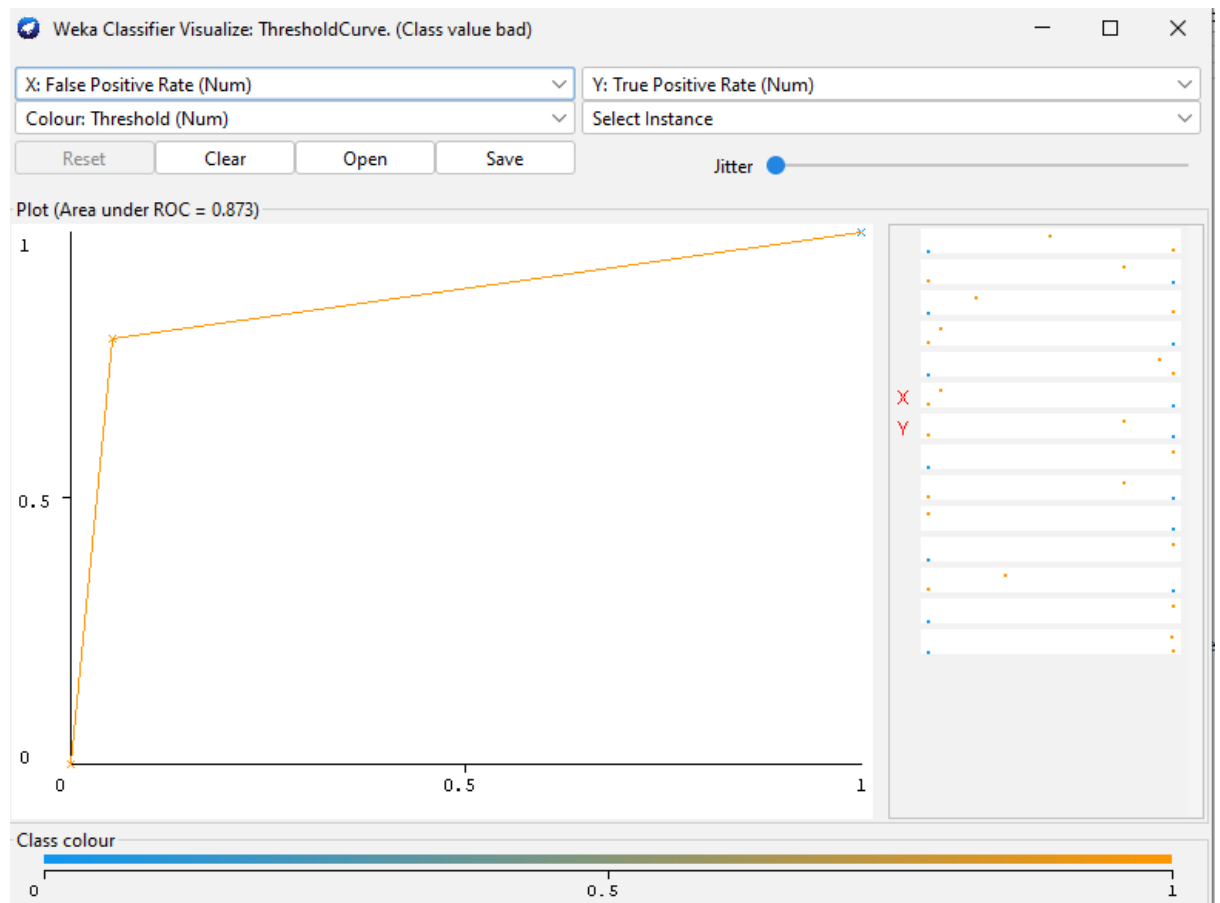 Weka Classifier Visualize: ThresholdCurve. (Class value bad)
X: False Positive Rate (Num)
Y: True Positive Rate (Num)
Colour: Threshold (Num)
Select Instance
Reset
Clear
Open
Save
Jitter
Plot (Area under ROC = 0.873)
1
0.5
0
0
0.5
1
X
Y
Class colour
0
0.5
1